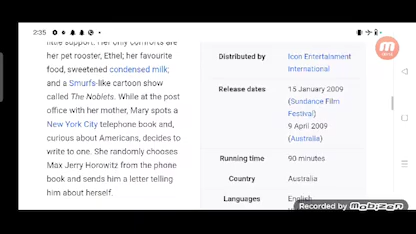 2:35
little support. Her only comforts are
her pet rooster, Ethel; her favourite
food, sweetened condensed milk;
and a Smurfs-like cartoon show
called The Noblets. While at the post
office with her mother, Mary spots a
New York City telephone book and,
curious about Americans, decides to
write to one. She randomly chooses
Max Jerry Horowitz from the phone
book and sends him a letter telling
him about herself.
Distributed by Icon Entertainment
International
Release dates 15 January 2009
(Sundance Film
Festival)
9 April 2009
(Australia)
Running time 90 minutes
Country Australia
Languages English
Recorded by mobizen